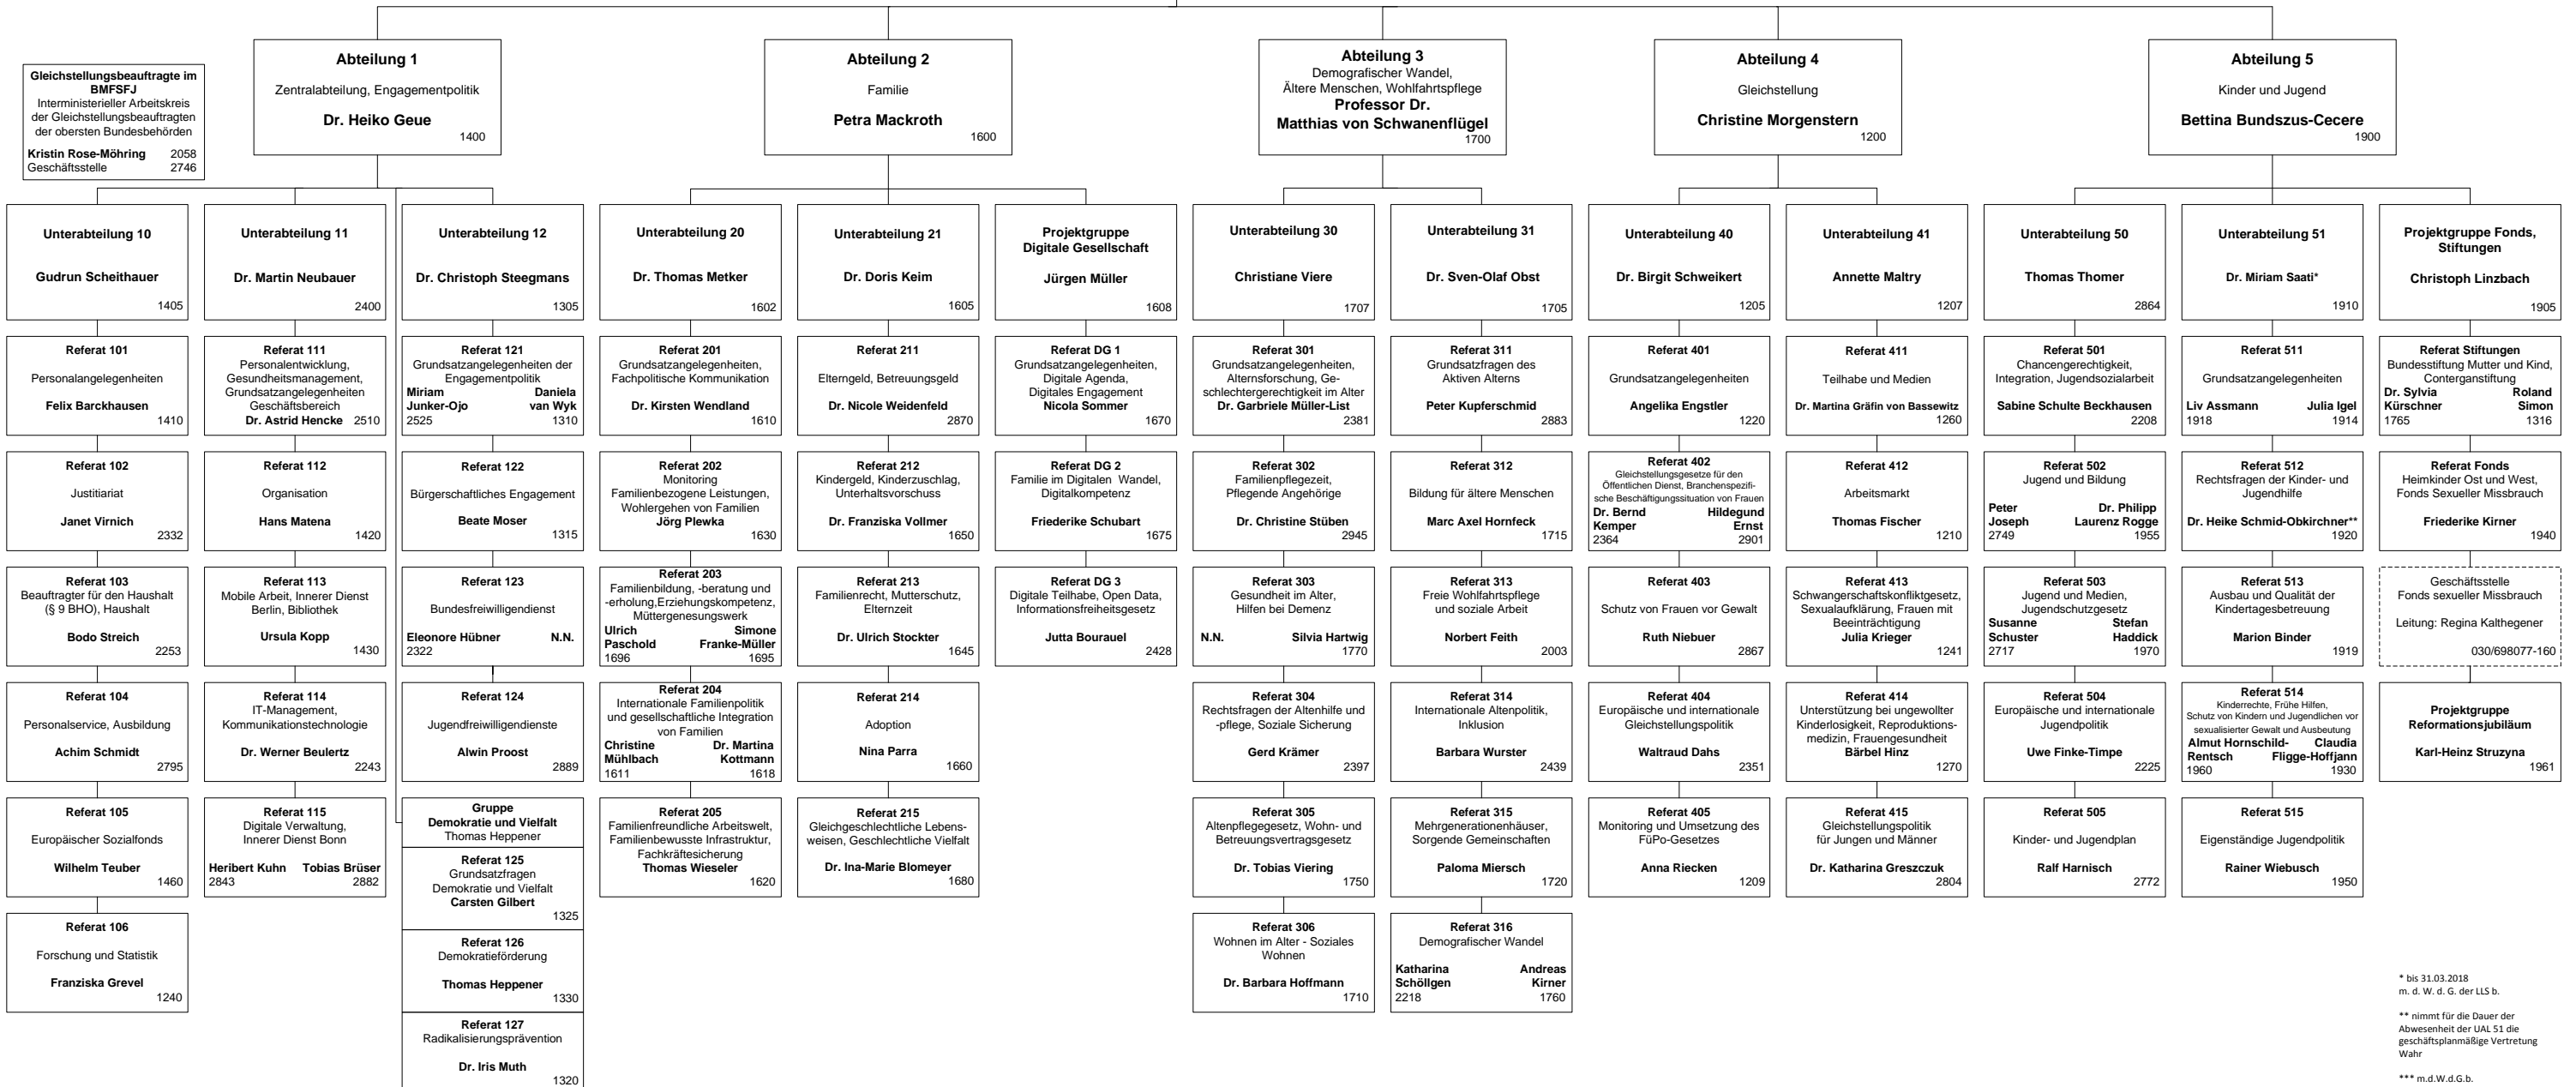 Gleichstellungsbeauftragte im
BMFSFJ
Interministerieller Arbeitskreis
der Gleichstellungsbeauftragten
der obersten Bundesbehörden
Kristin Rose-Möhring 2058
Geschäftsstelle 2746
Abteilung 1
Zentralabteilung, Engagementpolitik
Dr. Heiko Geue
1400
Abteilung 2
Familie
Petra Mackroth
1600
Abteilung 3
Demografischer Wandel,
Ältere Menschen, Wohlfahrtspflege
Professor Dr.
Matthias von Schwanenflügel
1700
Abteilung 4
Gleichstellung
Christine Morgenstern
1200
Abteilung 5
Kinder und Jugend
Bettina Bundszus-Cecere
1900
Unterabteilung 10
Gudrun Scheithauer
1405
Referat 101
Personalangelegenheiten
Felix Barckhausen
1410
Referat 102
Justitiariat
Janet Virnich
2332
Referat 103
Beauftragter für den Haushalt
(§ 9 BHO), Haushalt
Bodo Streich
2253
Referat 104
Personalservice, Ausbildung
Achim Schmidt
2795
Referat 105
Europäischer Sozialfonds
Wilhelm Teuber
1460
Referat 106
Forschung und Statistik
Franziska Grevel
1240
Unterabteilung 11
Dr. Martin Neubauer
2400
Referat 111
Personalentwicklung,
Gesundheitsmanagement,
Grundsatzangelegenheiten
Geschäftsbereich
Dr. Astrid Hencke 2510
Referat 112
Organisation
Hans Matena
1420
Referat 113
Mobile Arbeit, Innerer Dienst
Berlin, Bibliothek
Ursula Kopp
1430
Referat 114
IT-Management,
Kommunikationstechnologie
Dr. Werner Beulertz
2243
Referat 115
Digitale Verwaltung,
Innerer Dienst Bonn
Heribert Kuhn Tobias Brüser
2843 2882
Unterabteilung 12
Dr. Christoph Steegmans
1305
Referat 121
Grundsatzangelegenheiten der
Engagementpolitik
Miriam Daniela
Junker-Ojo van Wyk
2525 1310
Referat 122
Bürgerschaftliches Engagement
Beate Moser
1315
Referat 123
Bundesfreiwilligendienst
Eleonore Hübner N.N.
2322
Referat 124
Jugendfreiwilligendienste
Alwin Proost
2889
Gruppe
Demokratie und Vielfalt
Thomas Heppener
Referat 125
Grundsatzfragen
Demokratie und Vielfalt
Carsten Gilbert
1325
Referat 126
Demokratieförderung
Thomas Heppener
1330
Referat 127
Radikalisierungsprävention
Dr. Iris Muth
1320
Unterabteilung 20
Dr. Thomas Metker
1602
Referat 201
Grundsatzangelegenheiten,
Fachpolitische Kommunikation
Dr. Kirsten Wendland
1610
Referat 202
Monitoring
Familienbezogene Leistungen,
Wohlergehen von Familien
Jörg Plewka
1630
Referat 203
Familienbildung, -beratung und
-erholung,Erziehungskompetenz,
Müttergenesungswerk
Ulrich Simone
Paschold Franke-Müller
1696 1695
Referat 204
Internationale Familienpolitik
und gesellschaftliche Integration
von Familien
Christine Dr. Martina
Mühlbach Kottmann
1611 1618
Referat 205
Familienfreundliche Arbeitswelt,
Familienbewusste Infrastruktur,
Fachkräftesicherung
Thomas Wieseler
1620
Unterabteilung 21
Dr. Doris Keim
1605
Referat 211
Elterngeld, Betreuungsgeld
Dr. Nicole Weidenfeld
2870
Referat 212
Kindergeld, Kinderzuschlag,
Unterhaltsvorschuss
Dr. Franziska Vollmer
1650
Referat 213
Familienrecht, Mutterschutz,
Elternzeit
Dr. Ulrich Stockter
1645
Referat 214
Adoption
Nina Parra
1660
Referat 215
Gleichgeschlechtliche Lebens-
weisen, Geschlechtliche Vielfalt
Dr. Ina-Marie Blomeyer
1680
Projektgruppe
Digitale Gesellschaft
Jürgen Müller
1608
Referat DG 1
Grundsatzangelegenheiten,
Digitale Agenda,
Digitales Engagement
Nicola Sommer
1670
Referat DG 2
Familie im Digitalen Wandel,
Digitalkompetenz
Friederike Schubart
1675
Referat DG 3
Digitale Teilhabe, Open Data,
Informationsfreiheitsgesetz
Jutta Bourauel
2428
Unterabteilung 30
Christiane Viere
1707
Referat 301
Grundsatzangelegenheiten,
Alternsforschung, Ge-
schlechtergerechtigkeit im Alter
Dr. Garbriele Müller-List
2381
Referat 302
Familienpflegezeit,
Pflegende Angehörige
Dr. Christine Stüben
2945
Referat 303
Gesundheit im Alter,
Hilfen bei Demenz
N.N. Silvia Hartwig
1770
Referat 304
Rechtsfragen der Altenhilfe und
-pflege, Soziale Sicherung
Gerd Krämer
2397
Referat 305
Altenpflegegesetz, Wohn- und
Betreuungsvertragsgesetz
Dr. Tobias Viering
1750
Referat 306
Wohnen im Alter - Soziales
Wohnen
Dr. Barbara Hoffmann
1710
Unterabteilung 31
Dr. Sven-Olaf Obst
1705
Referat 311
Grundsatzfragen des
Aktiven Alterns
Peter Kupferschmid
2883
Referat 312
Bildung für ältere Menschen
Marc Axel Hornfeck
1715
Referat 313
Freie Wohlfahrtspflege
und soziale Arbeit
Norbert Feith
2003
Referat 314
Internationale Altenpolitik,
Inklusion
Barbara Wurster
2439
Referat 315
Mehrgenerationenhäuser,
Sorgende Gemeinschaften
Paloma Miersch
1720
Referat 316
Demografischer Wandel
Katharina Andreas
Schöllgen Kirner
2218 1760
Unterabteilung 40
Dr. Birgit Schweikert
1205
Referat 401
Grundsatzangelegenheiten
Angelika Engstler
1220
Referat 402
Gleichstellungsgesetze für den
Öffentlichen Dienst, Branchenspezifi-
sche Beschäftigungssituation von Frauen
Dr. Bernd Hildegund
Kemper Ernst
2364 2901
Referat 403
Schutz von Frauen vor Gewalt
Ruth Niebuer
2867
Referat 404
Europäische und internationale
Gleichstellungspolitik
Waltraud Dahs
2351
Referat 405
Monitoring und Umsetzung des
FüPo-Gesetzes
Anna Riecken
1209
Unterabteilung 41
Annette Maltry
1207
Referat 411
Teilhabe und Medien
Dr. Martina Gräfin von Bassewitz
1260
Referat 412
Arbeitsmarkt
Thomas Fischer
1210
Referat 413
Schwangerschaftskonfliktgesetz,
Sexualaufklärung, Frauen mit
Beeinträchtigung
Julia Krieger
1241
Referat 414
Unterstützung bei ungewollter
Kinderlosigkeit, Reproduktions-
medizin, Frauengesundheit
Bärbel Hinz
1270
Referat 415
Gleichstellungspolitik
für Jungen und Männer
Dr. Katharina Greszczuk
2804
Unterabteilung 50
Thomas Thomer
2864
Referat 501
Chancengerechtigkeit,
Integration, Jugendsozialarbeit
Sabine Schulte Beckhausen
2208
Referat 502
Jugend und Bildung
Peter Dr. Philipp
Joseph Laurenz Rogge
2749 1955
Referat 503
Jugend und Medien,
Jugendschutzgesetz
Susanne Stefan
Schuster Haddick
2717 1970
Referat 504
Europäische und internationale
Jugendpolitik
Uwe Finke-Timpe
2225
Referat 505
Kinder- und Jugendplan
Ralf Harnisch
2772
Unterabteilung 51
Dr. Miriam Saati*
1910
Referat 511
Grundsatzangelegenheiten
Liv Assmann Julia Igel
1918 1914
Referat 512
Rechtsfragen der Kinder- und
Jugendhilfe
Dr. Heike Schmid-Obkirchner**
1920
Referat 513
Ausbau und Qualität der
Kindertagesbetreuung
Marion Binder
1919
Referat 514
Kinderrechte, Frühe Hilfen,
Schutz von Kindern und Jugendlichen vor
sexualisierter Gewalt und Ausbeutung
Almut Hornschild- Claudia
Rentsch Fligge-Hoffjann
1960 1930
Referat 515
Eigenständige Jugendpolitik
Rainer Wiebusch
1950
Projektgruppe Fonds,
Stiftungen
Christoph Linzbach
1905
Referat Stiftungen
Bundesstiftung Mutter und Kind,
Conterganstiftung
Dr. Sylvia Roland
Kürschner Simon
1765 1316
Referat Fonds
Heimkinder Ost und West,
Fonds Sexueller Missbrauch
Friederike Kirner
1940
Geschäftsstelle
Fonds sexueller Missbrauch
Leitung: Regina Kalthegener
030/698077-160
Projektgruppe
Reformationsjubiläum
Karl-Heinz Struzyna
1961
* bis 31.03.2018
m. d. W. d. G. der LLS b.
** nimmt für die Dauer der
Abwesenheit der UAL 51 die
geschäftsplanmäßige Vertretung
Wahr
*** m.d.W.d.G.b.